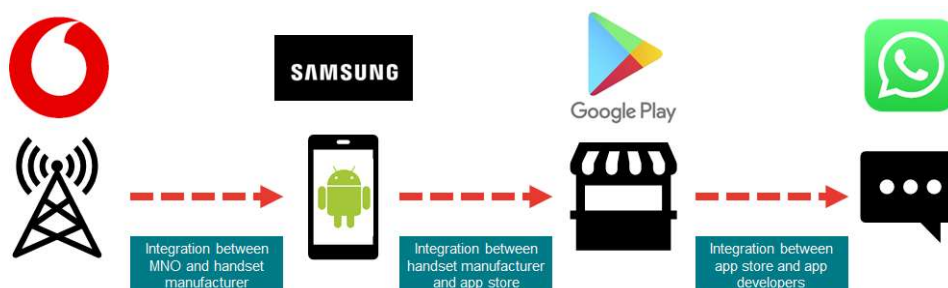 SAMSUNG
Google Play
Integration between
MNO and handset
manufacturer
Integration between
handset manufacturer
and app store
Integration between
app store and app
developers